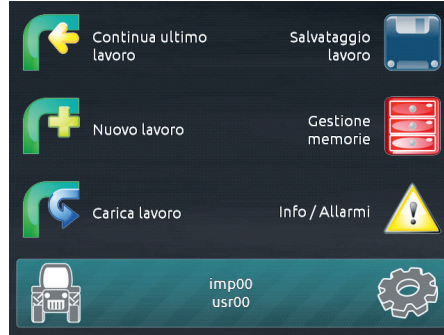 Continua ultimo
lavoro
Salvataggio
lavoro
Nuovo lavoro
Gestione
memorie
Carica lavoro
Info / Allarmi
imp00
usr00